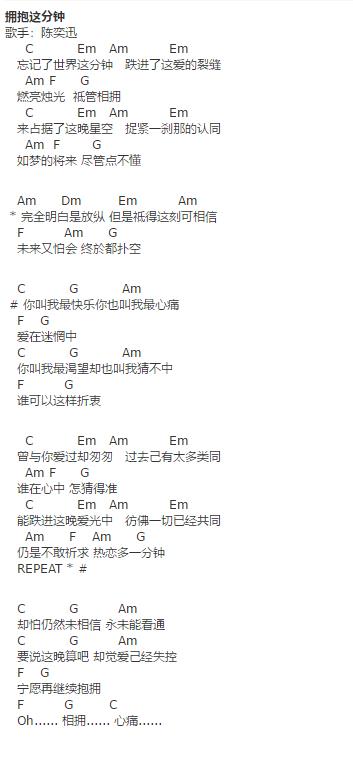 拥抱这分钟
歌手：陈奕迅
C Em Am Em
忘记了世界这分钟 跌进了这爱的裂缝
Am F G
燃亮烛光 祗管相拥
C Em Am Em
来占据了这晚星空 捉紧一刹那的认同
Am F G
如梦的将来 尽管点不懂
Am Dm Em Am
* 完全明白是放纵 但是祗得这刻可相信
F Am G
未来又怕会 终於都扑空
C G Am
# 你叫我最快乐你也叫我最心痛
F G
爱在迷惘中
C G Am
你叫我最渴望却也叫我猜不中
F G
谁可以这样折衷
C Em Am Em
曾与你爱过却匆匆 过去己有太多类同
Am F G
谁在心中 怎猜得准
C Em Am Em
能跌进这晚爱光中 彷佛一切已经共同
Am F Am G
仍是不敢祈求 热恋多一分钟
REPEAT * #
C G Am
却怕仍然未相信 永未能看通
C G Am
要说这晚算吧 却觉爱己经失控
F G
宁愿再继续抱拥
F G C
Oh…… 相拥…… 心痛……